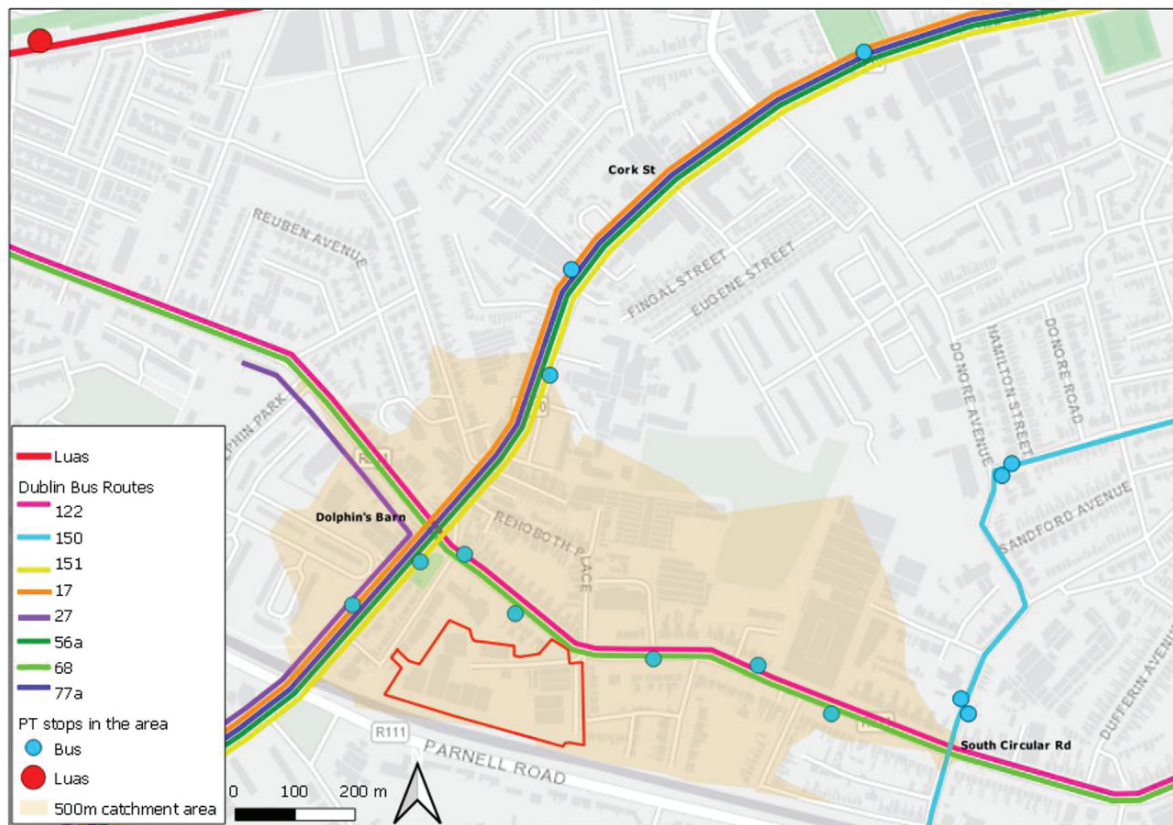 Cork St
REUBEN AVENUE
FINGAL STREET
EUGENE STREET
DONORE AVENUE
HAMILTON STREET
DONORE ROAD
SANDFORD AVENUE
Dolphin's Barn
REHOBOTH PLACE
DUFFERIN AVENUE
South Circular Rd
R111
PARNELL ROAD
Luas
Dublin Bus Routes
122
150
151
17
27
56a
68
77a
PT stops in the area
Bus
Luas
500m catchment area
0 100 200 m